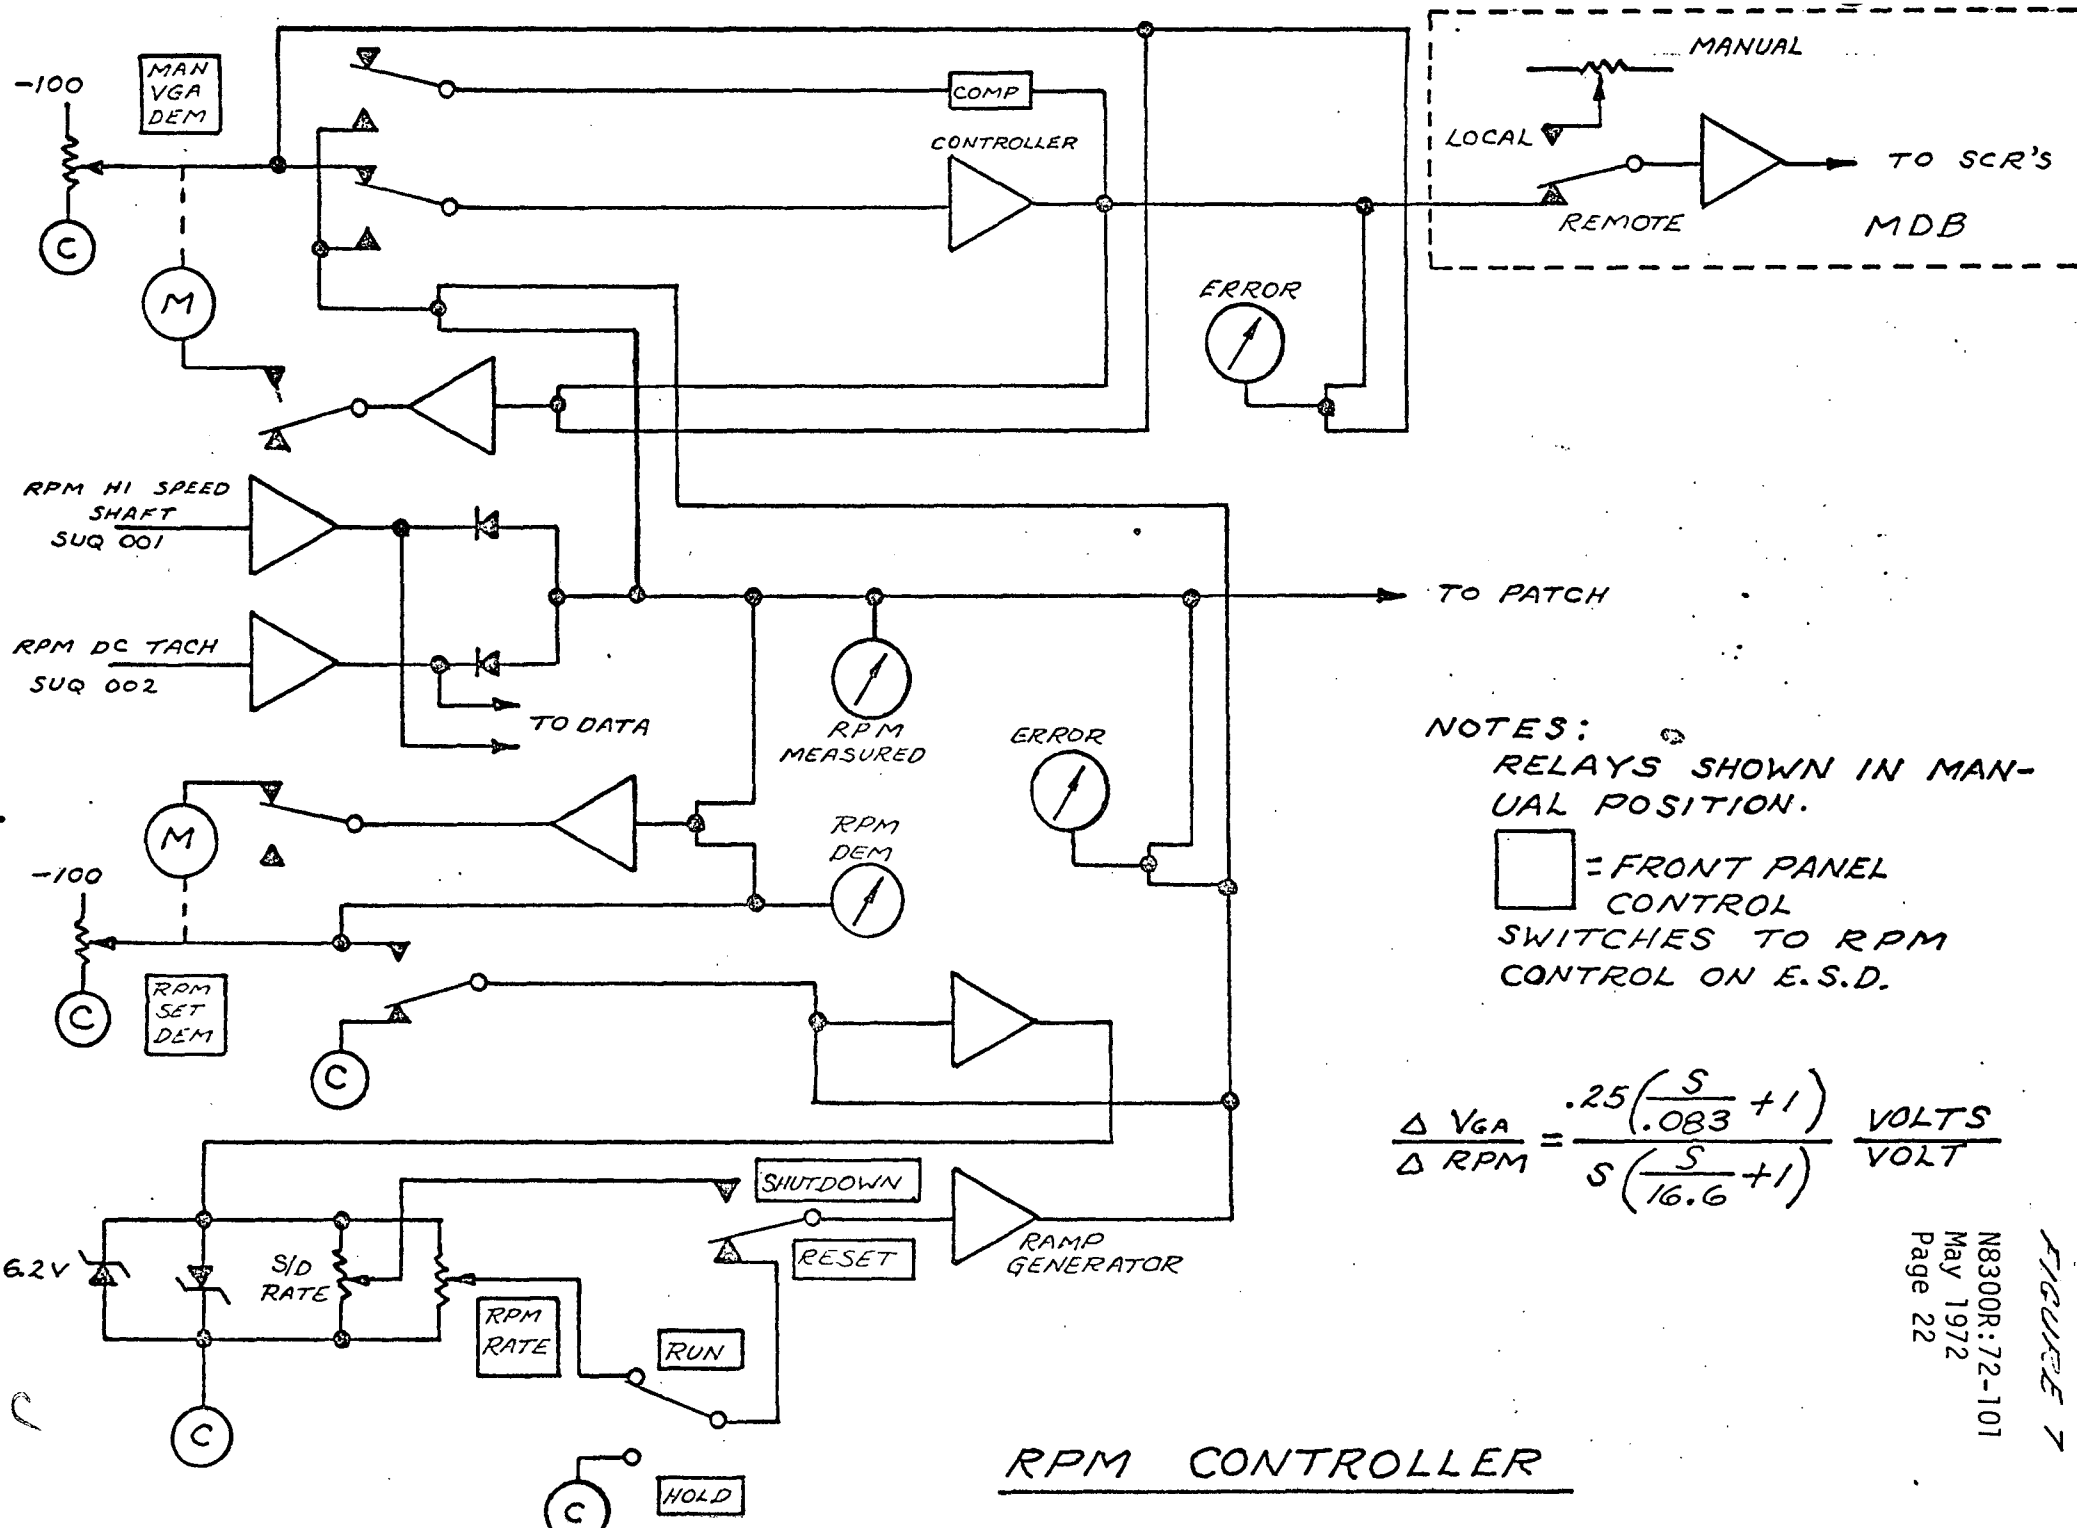 MANUAL
-100
MAN
VGA
DEM
COMP
CONTROLLER
LOCAL
TO SCR'S
REMOTE
MDB
C
M
ERROR
RPM HI SPEED
SHAFT
SUQ 001
TO PATCH
RPM DC TACH
SUQ 002
TO DATA
RPM
MEASURED
ERROR
NOTES:
RELAYS SHOWN IN MAN-
UAL POSITION.
= FRONT PANEL
CONTROL
SWITCHES TO RPM
CONTROL ON E.S.D.
M
RPM
DEM
-100
RPM
SET
DEM
C
C
Δ VGA / Δ RPM = .25(S/.083 + 1) / S(S/16.6 + 1) VOLTS/VOLT
SHUTDOWN
RESET
RAMP
GENERATOR
6.2V
S/D
RATE
RPM
RATE
RUN
C
HOLD
C
RPM CONTROLLER
FIGURE 7
N8300R:72-101
May 1972
Page 22